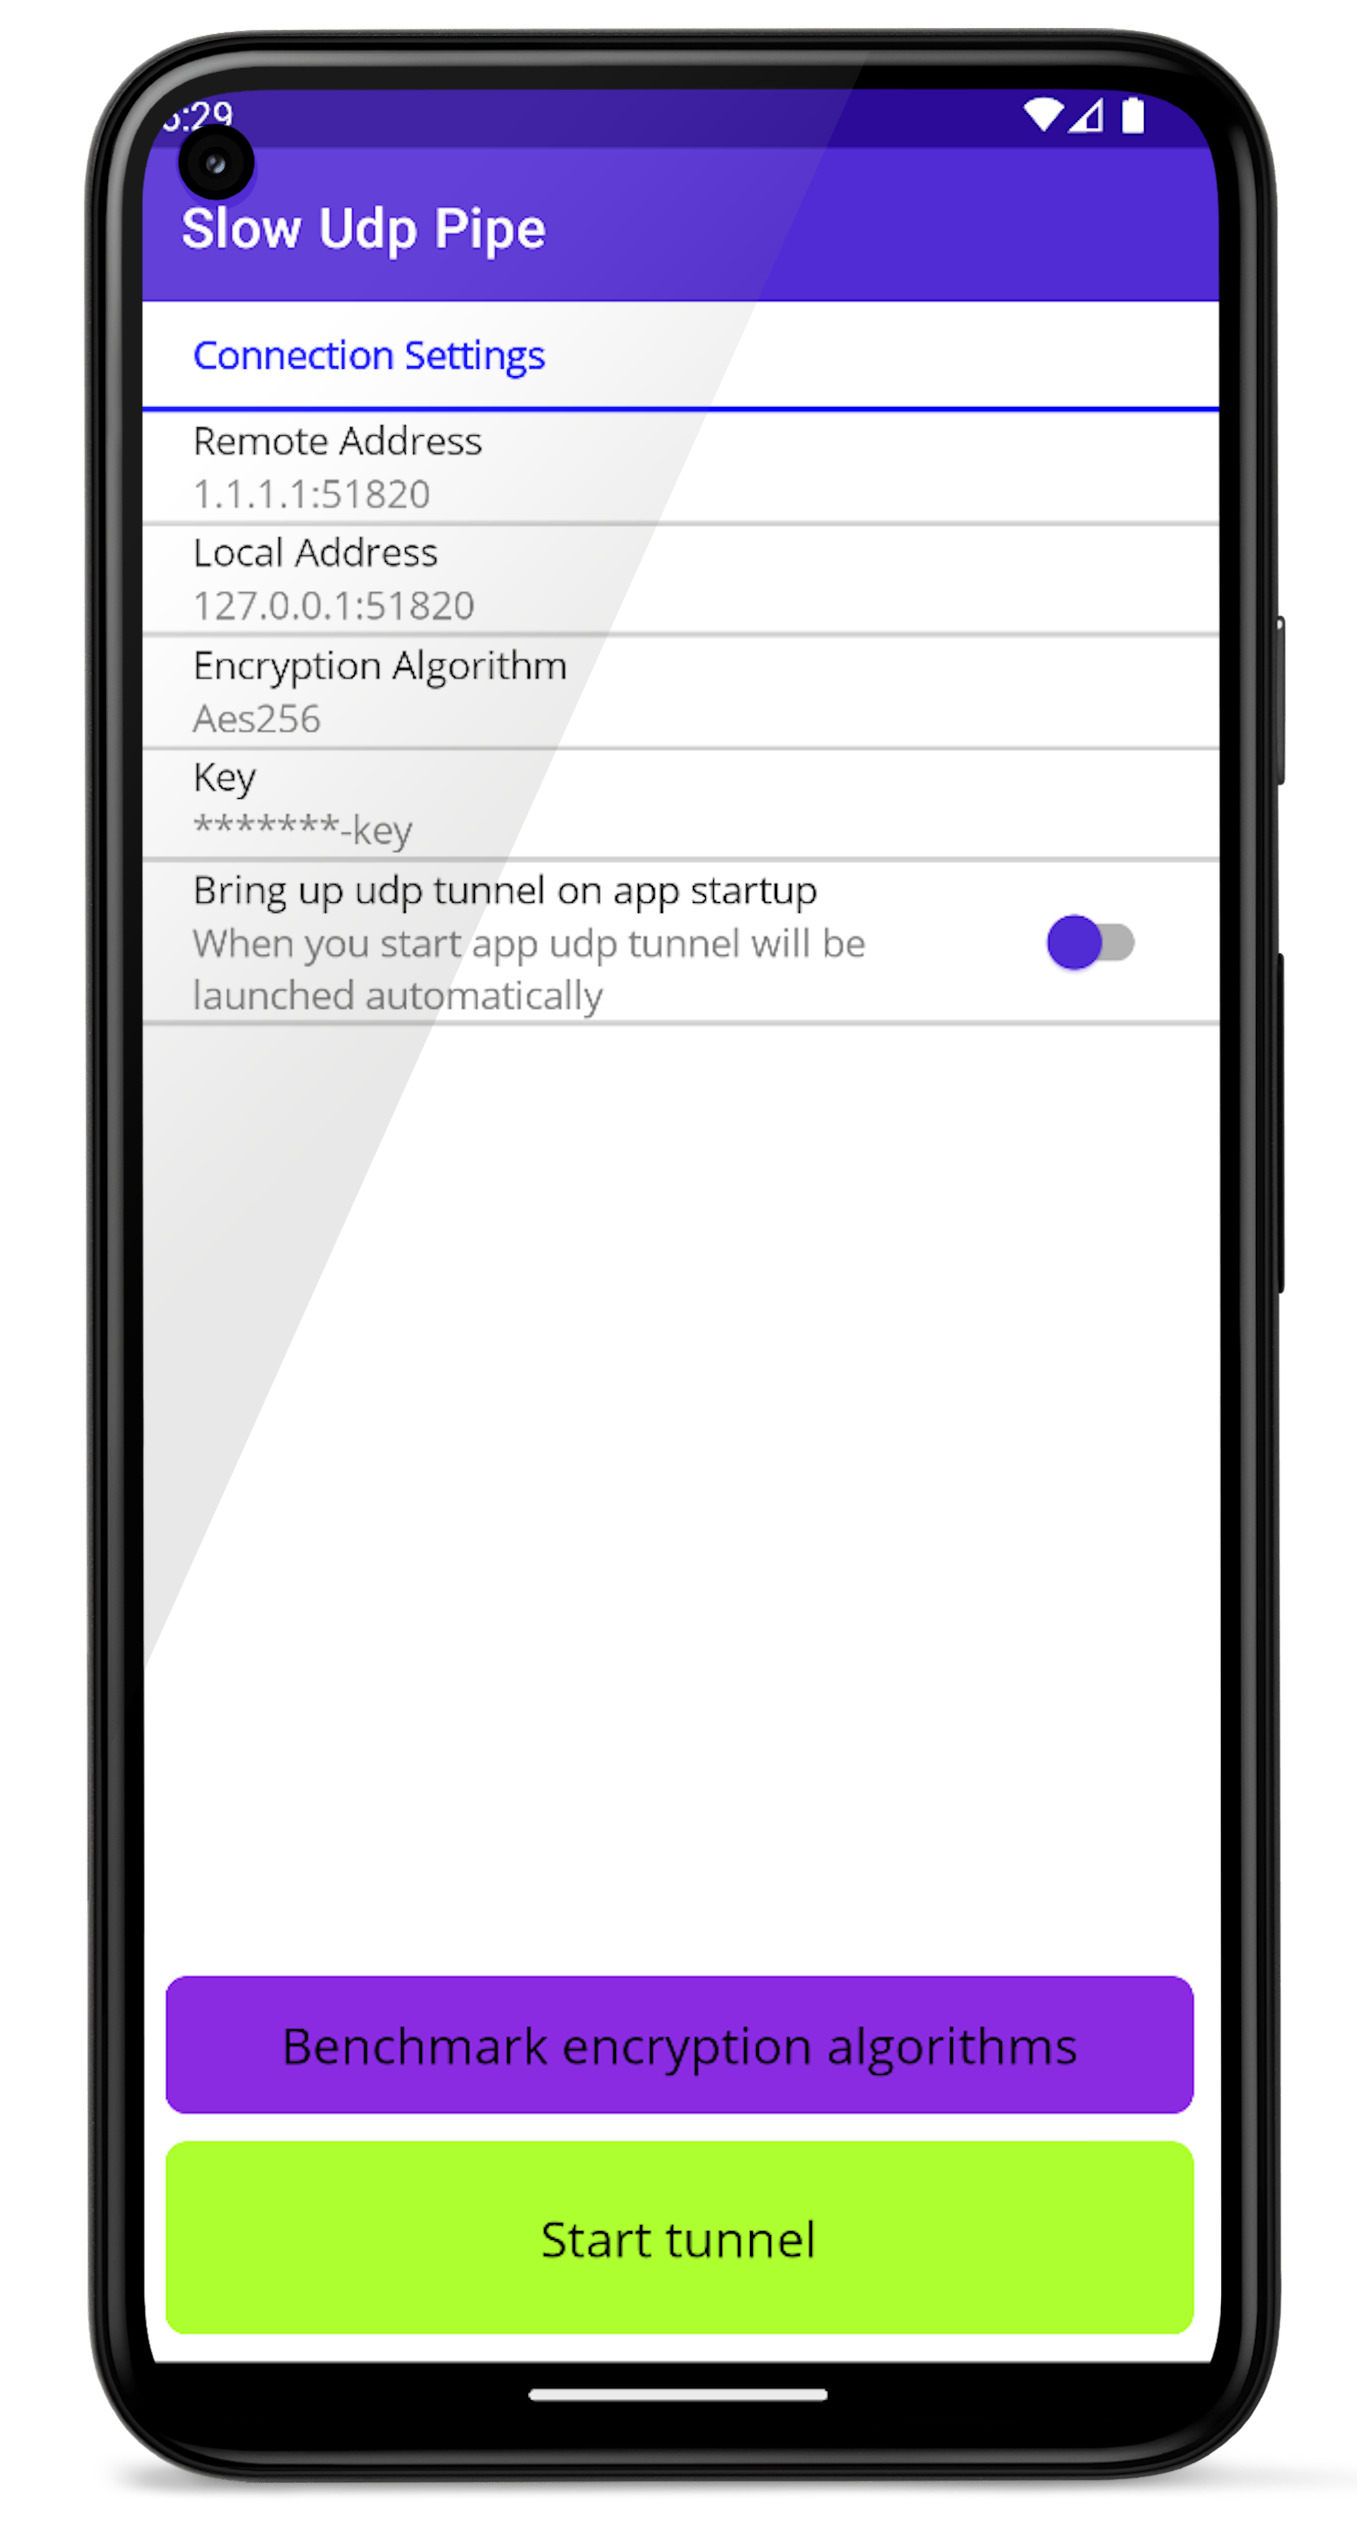 :29
Slow Udp Pipe
Connection Settings
Remote Address
1.1.1.1:51820
Local Address
127.0.0.1:51820
Encryption Algorithm
Aes256
Key
*******-key
Bring up udp tunnel on app startup
When you start app udp tunnel will be
launched automatically
Benchmark encryption algorithms
Start tunnel